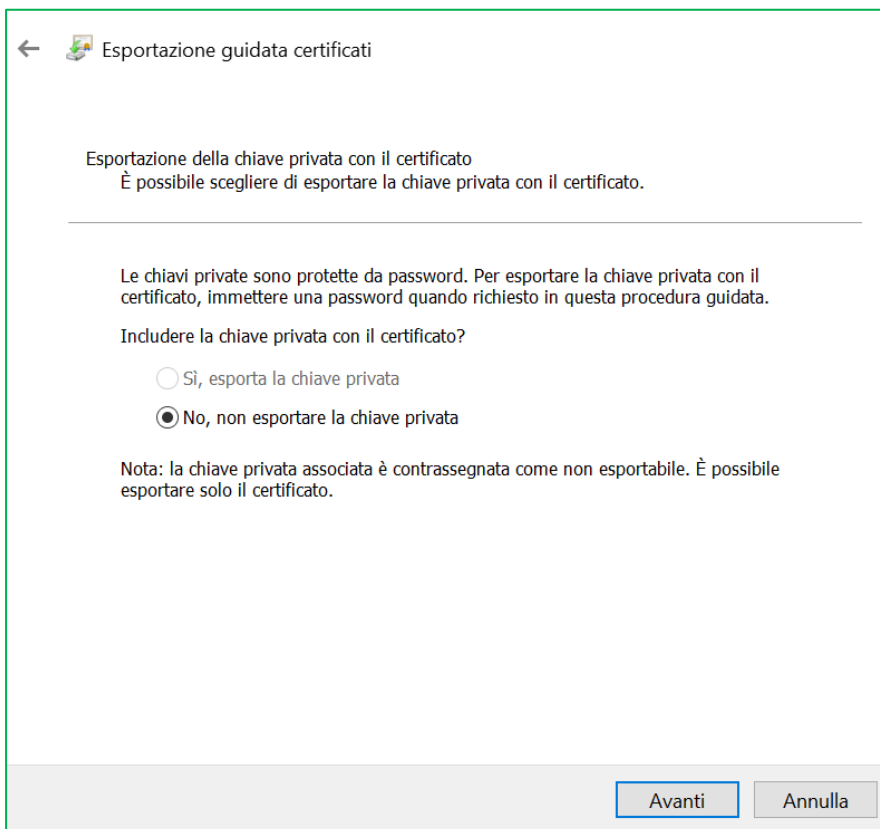 Esportazione guidata certificati
Esportazione della chiave privata con il certificato
È possibile scegliere di esportare la chiave privata con il certificato.
Le chiavi private sono protette da password. Per esportare la chiave privata con il
certificato, immettere una password quando richiesto in questa procedura guidata.
Includere la chiave privata con il certificato?
Sì, esporta la chiave privata
No, non esportare la chiave privata
Nota: la chiave privata associata è contrassegnata come non esportabile. È possibile
esportare solo il certificato.
Avanti
Annulla